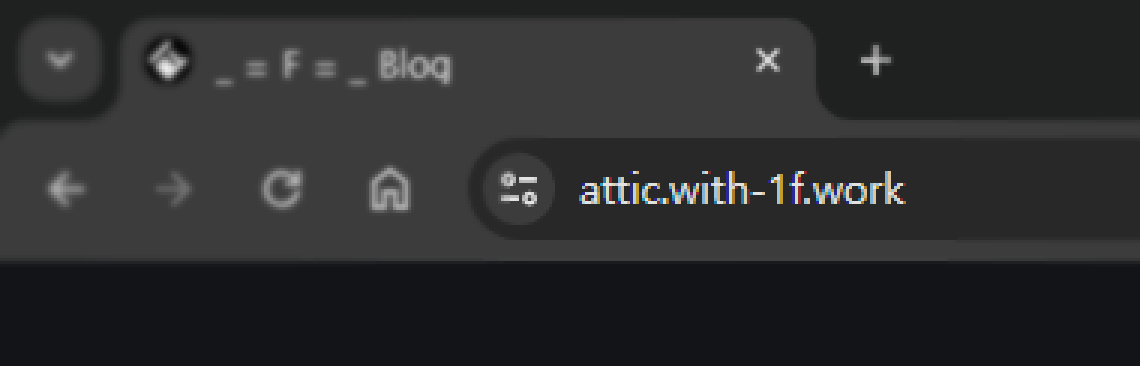 _ = F = _ Blog
attic.with-1f.work